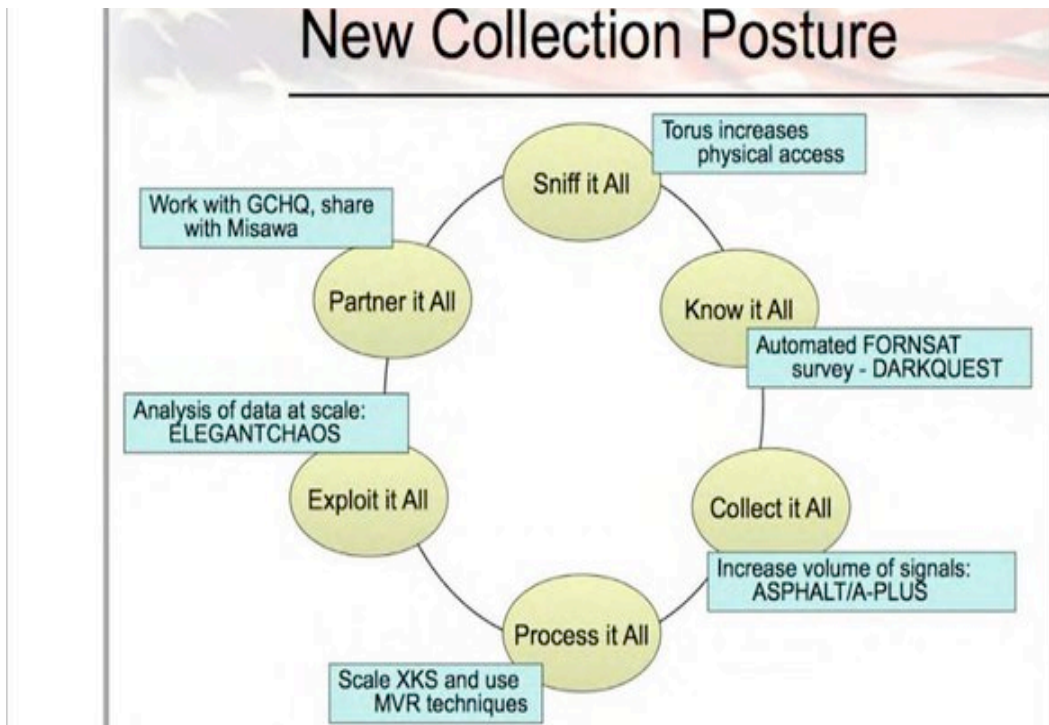 New Collection Posture
Sniff it All
Torus increases
physical access
Know it All
Automated FORNSAT
survey - DARKQUEST
Collect it All
Increase volume of signals:
ASPHALT/A-PLUS
Process it All
Scale XKS and use
MVR techniques
Exploit it All
Analysis of data at scale:
ELEGANTCHAOS
Partner it All
Work with GCHQ, share
with Misawa